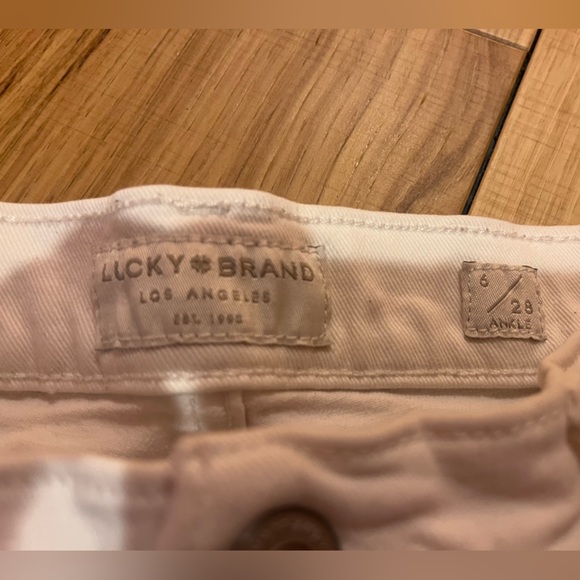 LUCKY BRAND
LOS ANGELES
EST. 1990
6/28
ANKLE